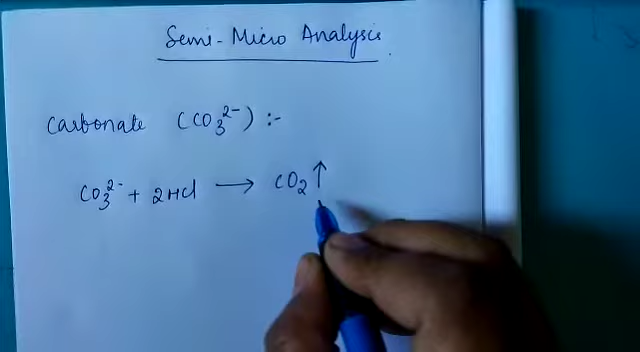 Semi-Micro Analysis
Carbonate (CO₃²⁻) :-
CO₃²⁻ + 2HCl ⟶ CO₂↑